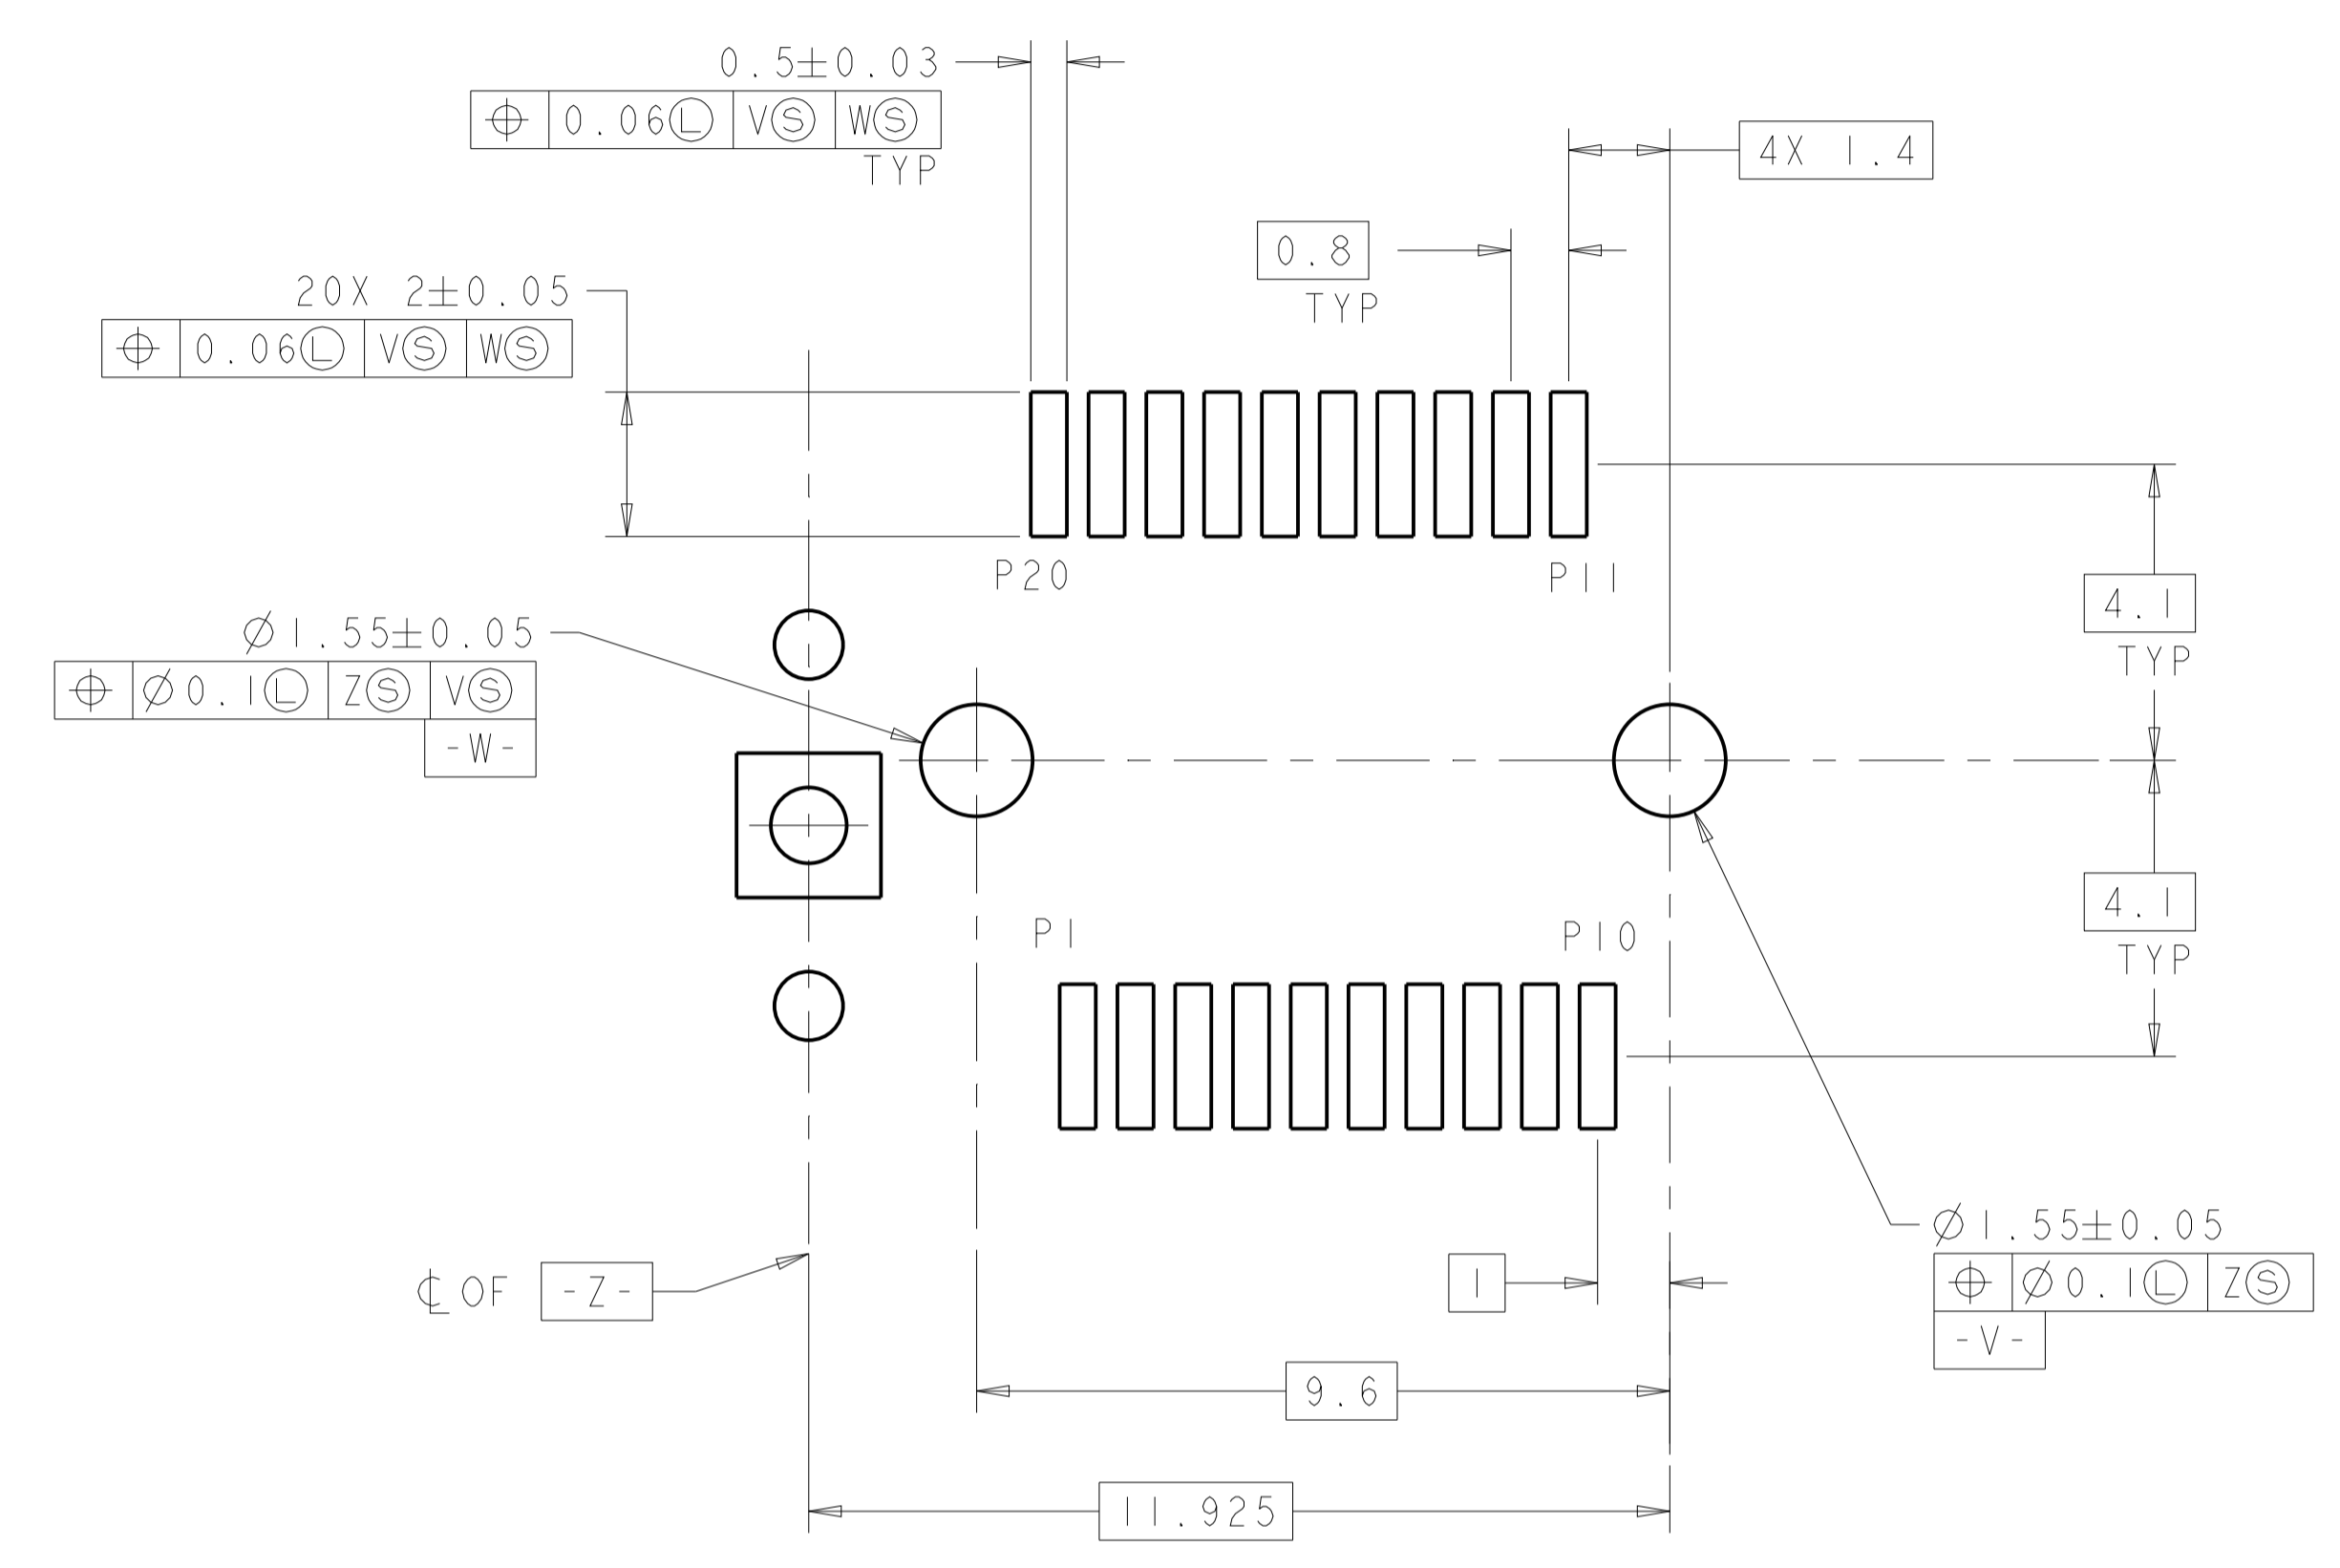 0.5±0.03
⌖ 0.06Ⓛ VⓈ WⓈ
TYP
4X 1.4
0.8
TYP
20X 2±0.05
⌖ 0.06Ⓛ VⓈ WⓈ
P20
P11
4.1
TYP
Ø1.55±0.05
⌖ Ø0.1Ⓛ ZⓈ VⓈ
-W-
4.1
TYP
P1
P10
Ø1.55±0.05
⌖ Ø0.1Ⓛ ZⓈ
-V-
℄ OF -Z-
1
9.6
11.925